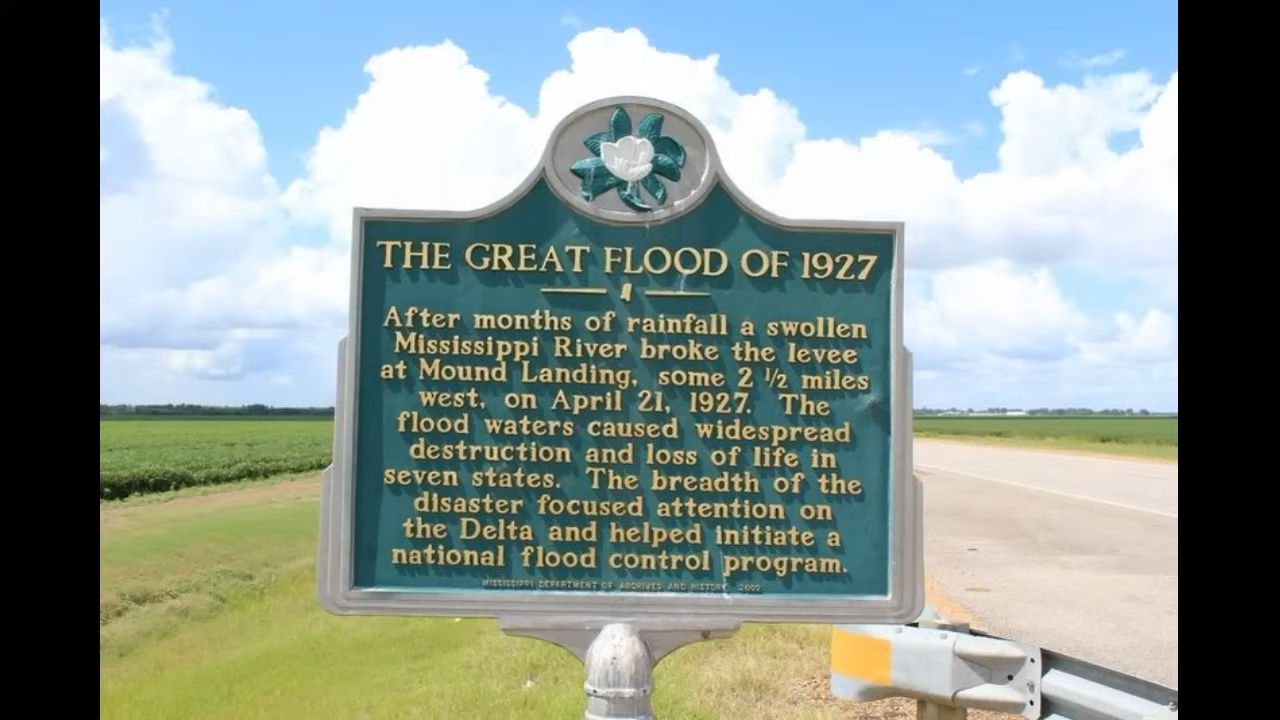 THE GREAT FLOOD OF 1927
After months of rainfall a swollen
Mississippi River broke the levee
at Mound Landing, some 2 ½ miles
west, on April 21, 1927. The
flood waters caused widespread
destruction and loss of life in
seven states. The breadth of the
disaster focused attention on
the Delta and helped initiate a
national flood control program.
MISSISSIPPI DEPARTMENT OF ARCHIVES AND HISTORY 2002